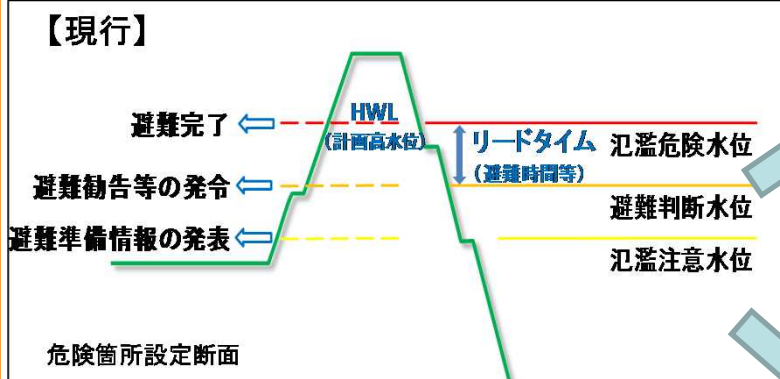 【現行】
避難完了
HWL
(計画高水位)
リードタイム
(避難時間等)
氾濫危険水位
避難勧告等の発令
避難判断水位
避難準備情報の発表
氾濫注意水位
危険箇所設定断面